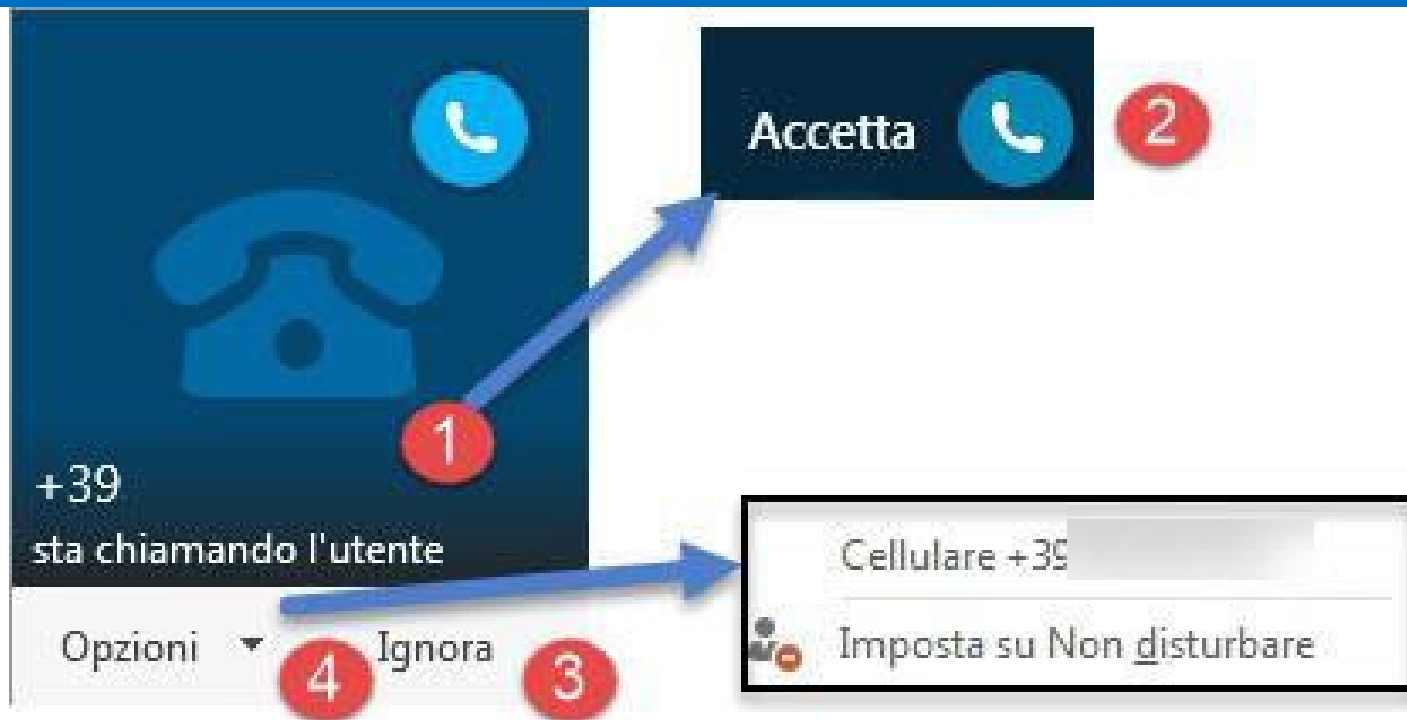 Accetta
2
1
+39
sta chiamando l'utente
Opzioni
4
Ignora
3
Cellulare +39
Imposta su Non disturbare